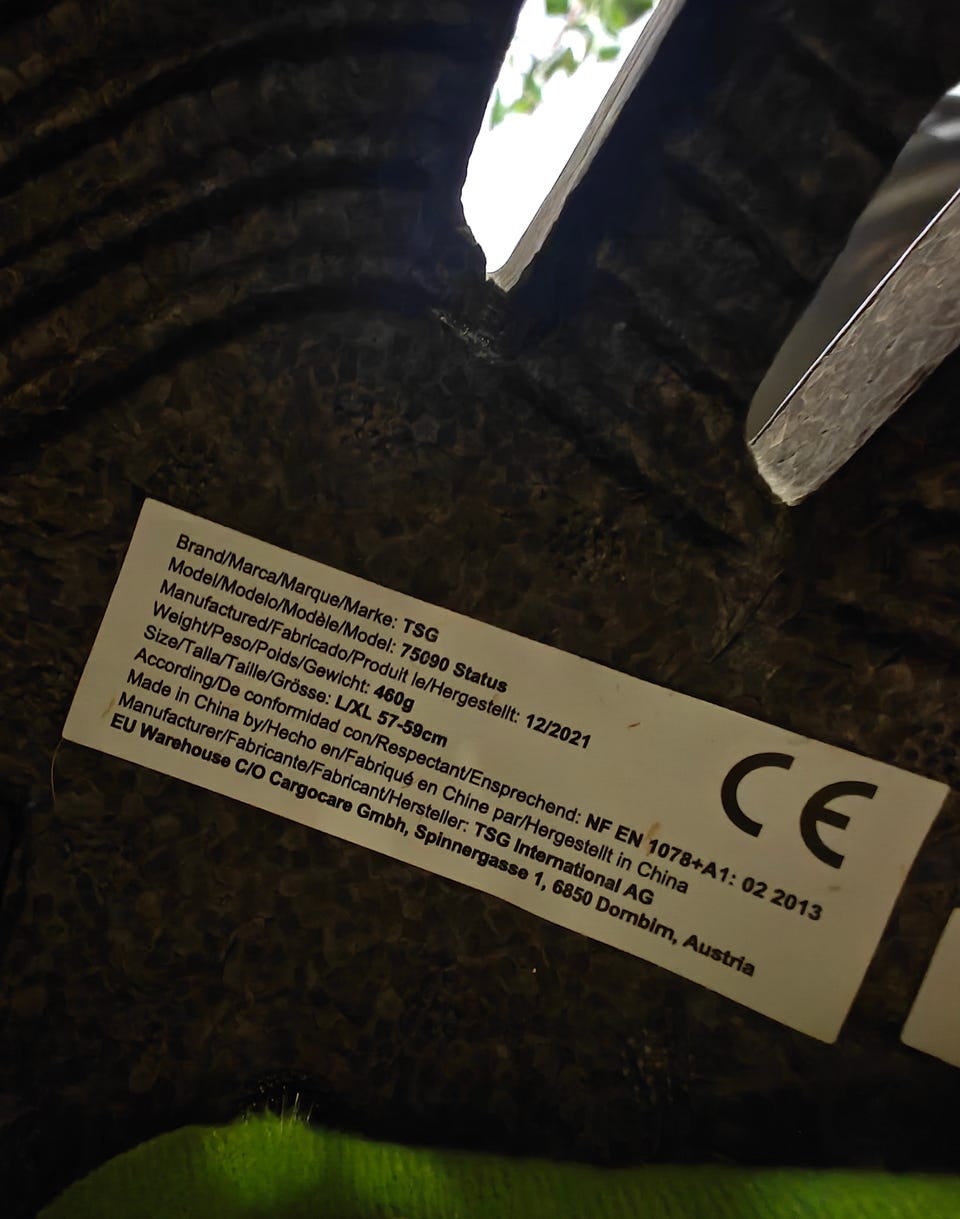 Brand/Marca/Marque/Marke: TSG
Model/Modelo/Modèle/Model: 75090 Status
Manufactured/Fabricado/Produit le/Hergestellt: 12/2021
Weight/Peso/Poids/Gewicht: 460g
Size/Talla/Taille/Grösse: L/XL 57-59cm
According/De conformidad con/Respectant/Ensprechend: NF EN 1078+A1: 02 2013
Made in China by/Hecho en/Fabriqué en Chine par/Hergestellt in China
Manufacturer/Fabricante/Fabricant/Hersteller: TSG International AG
EU Warehouse C/O Cargocare Gmbh, Spinnergasse 1, 6850 Dornbirn, Austria
CE